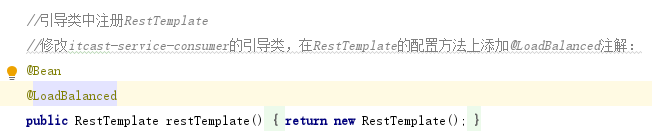 //引导类中注册RestTemplate
//修改itcast-service-consumer的引导类，在RestTemplate的配置方法上添加@LoadBalanced注解：
@Bean
@LoadBalanced
public RestTemplate restTemplate() { return new RestTemplate(); }